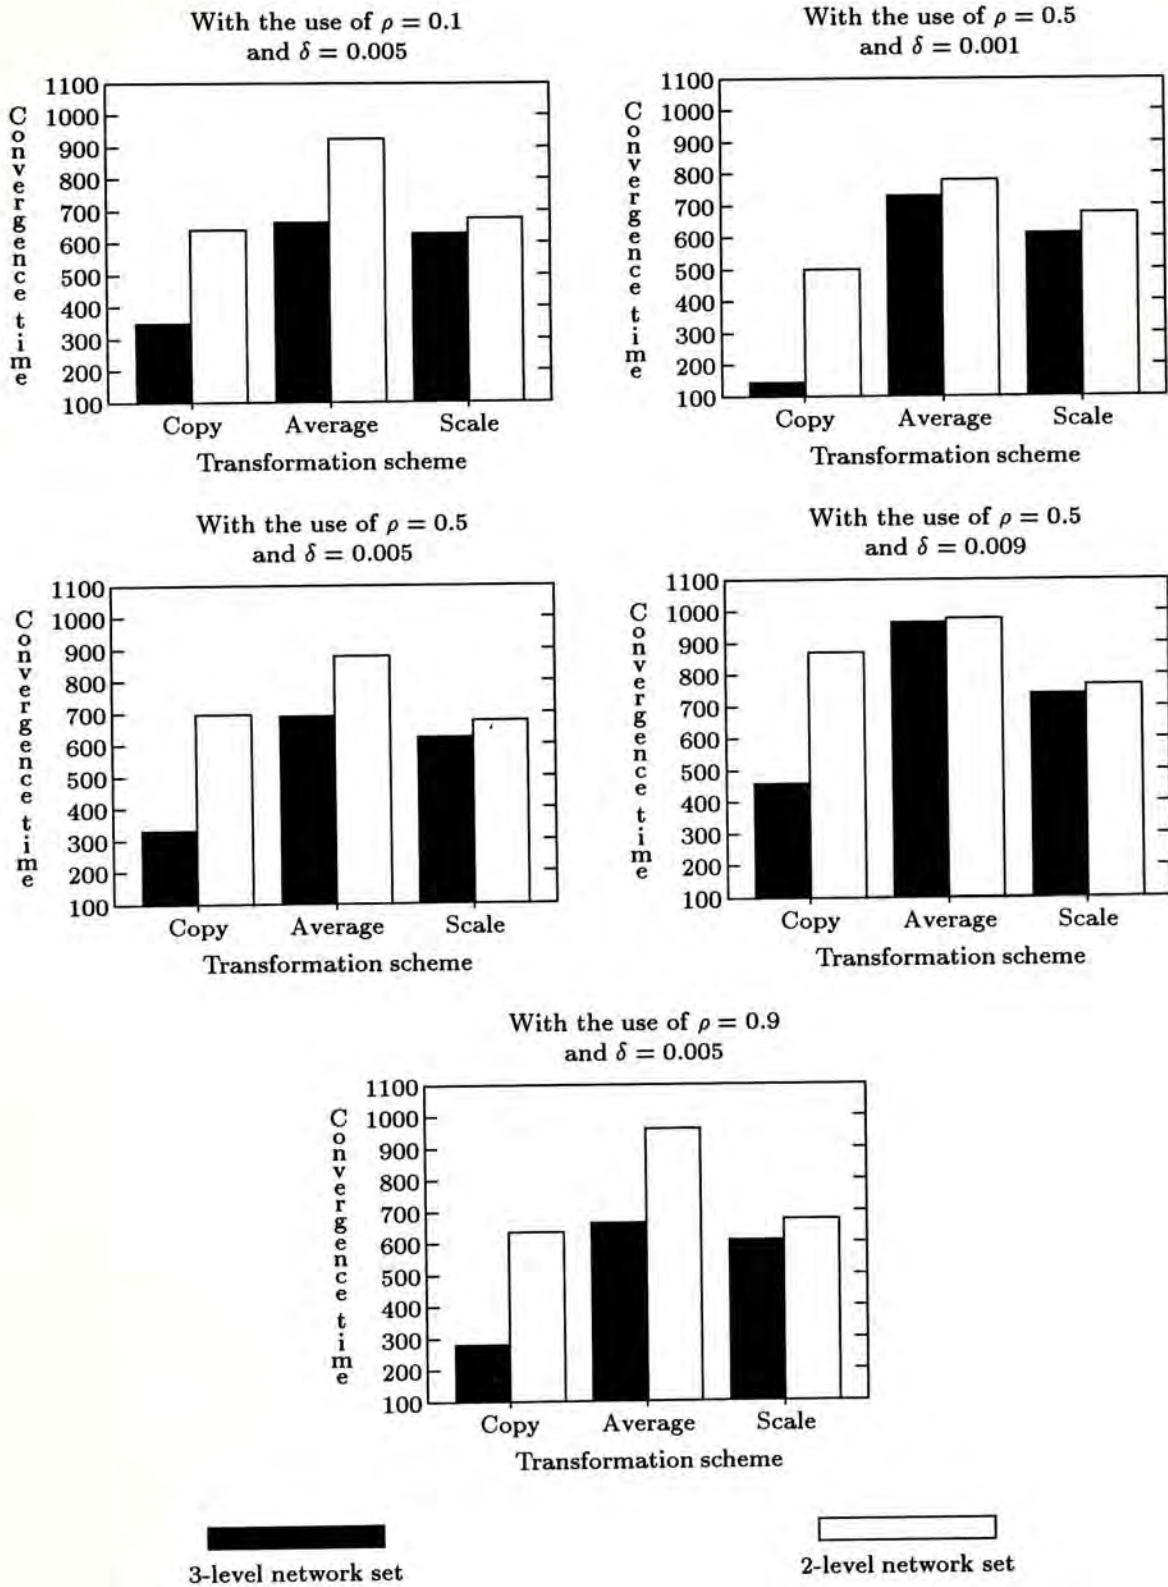 With the use of ρ = 0.1
and δ = 0.005
Convergence time
1100
1000
900
800
700
600
500
400
300
200
100
Copy Average Scale
Transformation scheme
With the use of ρ = 0.5
and δ = 0.001
Convergence time
1100
1000
900
800
700
600
500
400
300
200
100
Copy Average Scale
Transformation scheme
With the use of ρ = 0.5
and δ = 0.005
Convergence time
1100
1000
900
800
700
600
500
400
300
200
100
Copy Average Scale
Transformation scheme
With the use of ρ = 0.5
and δ = 0.009
Convergence time
1100
1000
900
800
700
600
500
400
300
200
100
Copy Average Scale
Transformation scheme
With the use of ρ = 0.9
and δ = 0.005
Convergence time
1100
1000
900
800
700
600
500
400
300
200
100
Copy Average Scale
Transformation scheme
3-level network set
2-level network set